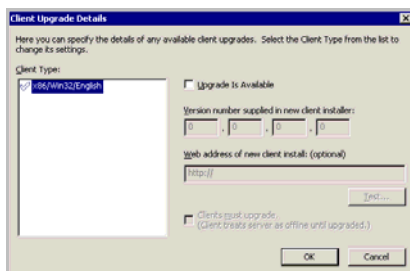 Client Upgrade Details
Here you can specify the details of any available client upgrades. Select the Client Type from the list to
change its settings.
Client Type:
x86/Win32/English
Upgrade Is Available
Version number supplied in new client installer:
0 . 0 . 0 . 0
Web address of new client install: (optional)
http://
Test...
Clients must upgrade.
(Client treats server as offline until upgraded.)
OK
Cancel